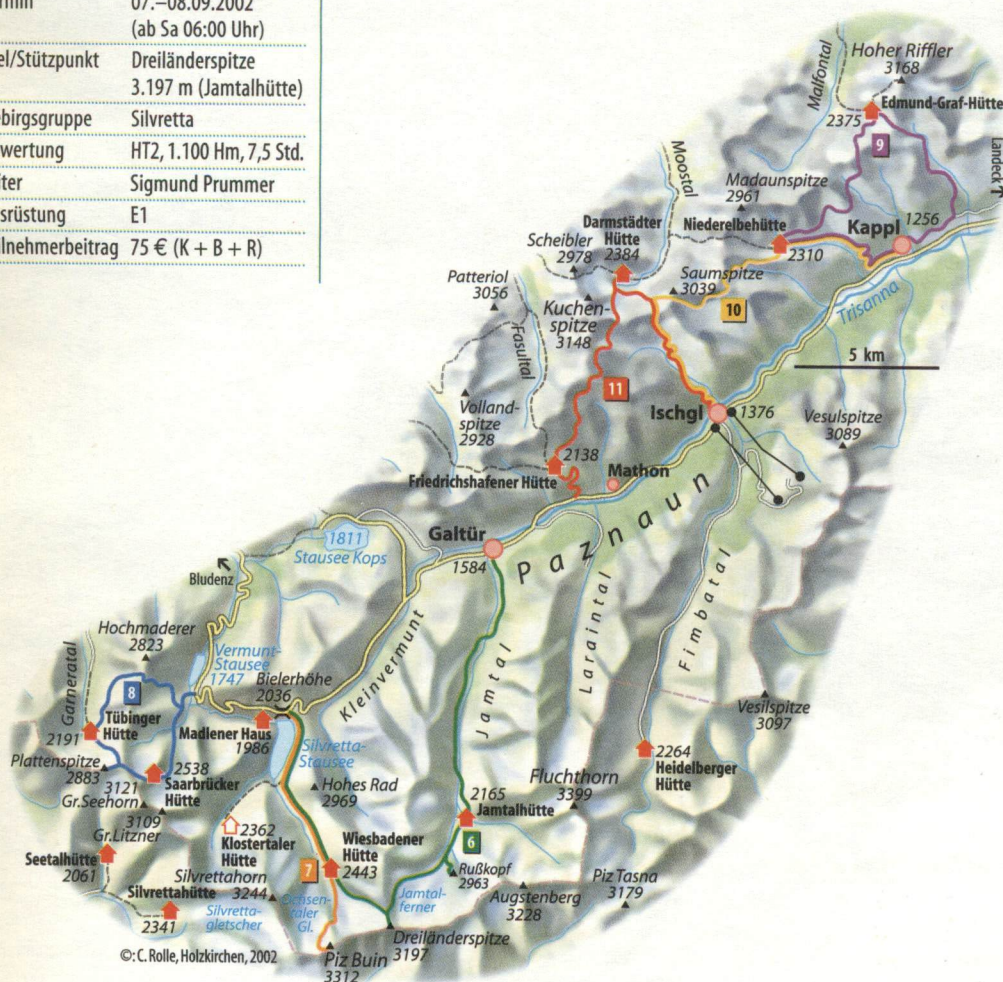 07.–08.09.2002
(ab Sa 06:00 Uhr)
el/Stützpunkt Dreiländerspitze
3.197 m (Jamtalhütte)
birgsgruppe Silvretta
wertung HT2, 1.100 Hm, 7,5 Std.
iter Sigmund Prummer
srüstung E1
ilnehmerbeitrag 75 € (K + B + R)
Malfontal
Hoher Riffler
3168
Edmund-Graf-Hütte
2375
9
Landeck
Moostal
Madaunspitze
2961
Niederelbehütte
2310
Kappl
1256
Darmstädter
Hütte
2384
Scheibler
2978
Saumspitze
3039
10
Trisanna
Patteriol
3056
Kuchen-
spitze
3148
Fasultal
5 km
11
Volland-
spitze
2928
Ischgl
1376
Vesulspitze
3089
2138
Friedrichshafener Hütte
Mathon
Galtür
1584
Paznaun
1811
Stausee Kops
Bludenz
Hochmaderer
2823
Vermunt-
Stausee
1747
Bielerhöhe
2036
Kleinvermunt
Jamtal
Laraintal
Fimbatal
Garneratal
8
Tübinger
Hütte
2191
Madlener Haus
1986
Silvretta-
Stausee
Vesilspitze
3097
Plattenspitze
2883
2538
Saarbrücker
Hütte
3121
Gr.Seehorn
3109
Gr.Litzner
Hohes Rad
2969
2165
Jamtalhütte
Fluchthorn
3399
2264
Heidelberger
Hütte
2362
Klostertaler
Hütte
Wiesbadener
Hütte
2443
6
7
Seetalhütte
2061
Silvrettahorn
3244
Rußkopf
2963
Piz Tasna
3179
Silvrettahütte
2341
Silvretta-
gletscher
Ochsen-
taler
Gl.
Jamtal-
ferner
Augstenberg
3228
Dreiländerspitze
3197
Piz Buin
3312
©: C. Rolle, Holzkirchen, 2002